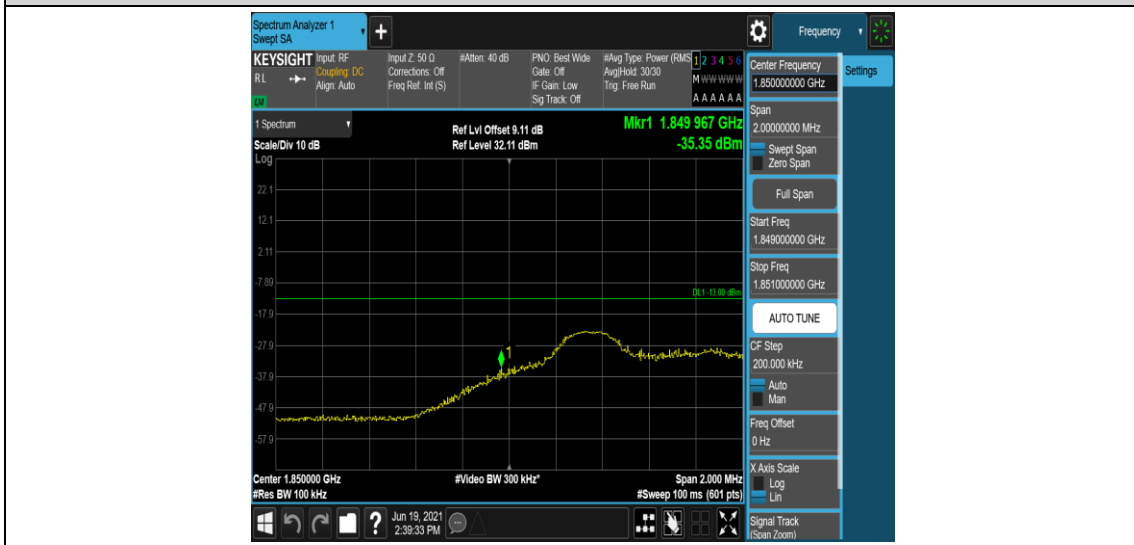 Spectrum Analyzer 1
Swept SA
+
Frequency
KEYSIGHT
RL
Input: RF
Coupling: DC
Align: Auto
Input Z: 50 Ω
Corrections: Off
Freq Ref: Int (S)
#Atten: 40 dB
PNO: Best Wide
Gate: Off
IF Gain: Low
Sig Track: Off
#Avg Type: Power (RMS
Avg|Hold: 30/30
Trig: Free Run
1 2 3 4 5 6
M W W W W W
A A A A A A
1 Spectrum
Scale/Div 10 dB
Ref Lvl Offset 9.11 dB
Ref Level 32.11 dBm
Mkr1 1.849 967 GHz
-35.35 dBm
Log
22.1
12.1
2.11
-7.89
-17.9
-27.9
-37.9
-47.9
-57.9
DL1 -13.00 dBm
1
Center 1.850000 GHz
#Res BW 100 kHz
#Video BW 300 kHz*
Span 2.000 MHz
#Sweep 100 ms (601 pts)
?
Jun 19, 2021
2:39:33 PM
Center Frequency
1.850000000 GHz
Settings
Span
2.00000000 MHz
Swept Span
Zero Span
Full Span
Start Freq
1.849000000 GHz
Stop Freq
1.851000000 GHz
AUTO TUNE
CF Step
200.000 kHz
Auto
Man
Freq Offset
0 Hz
X Axis Scale
Log
Lin
Signal Track
(Span Zoom)